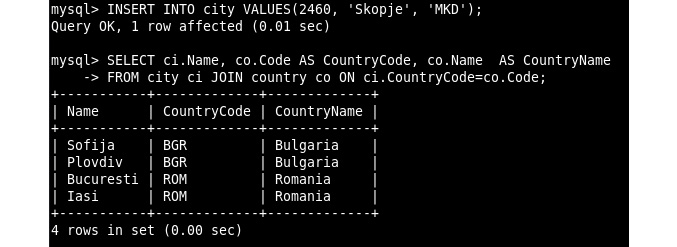 mysql> INSERT INTO city VALUES(2460, 'Skopje', 'MKD');
Query OK, 1 row affected (0.01 sec)
mysql> SELECT ci.Name, co.Code AS CountryCode, co.Name  AS CountryName
    -> FROM city ci JOIN country co ON ci.CountryCode=co.Code;
+-----------+-------------+-------------+
| Name      | CountryCode | CountryName |
+-----------+-------------+-------------+
| Sofija    | BGR         | Bulgaria    |
| Plovdiv   | BGR         | Bulgaria    |
| Bucuresti | ROM         | Romania     |
| Iasi      | ROM         | Romania     |
+-----------+-------------+-------------+
4 rows in set (0.00 sec)